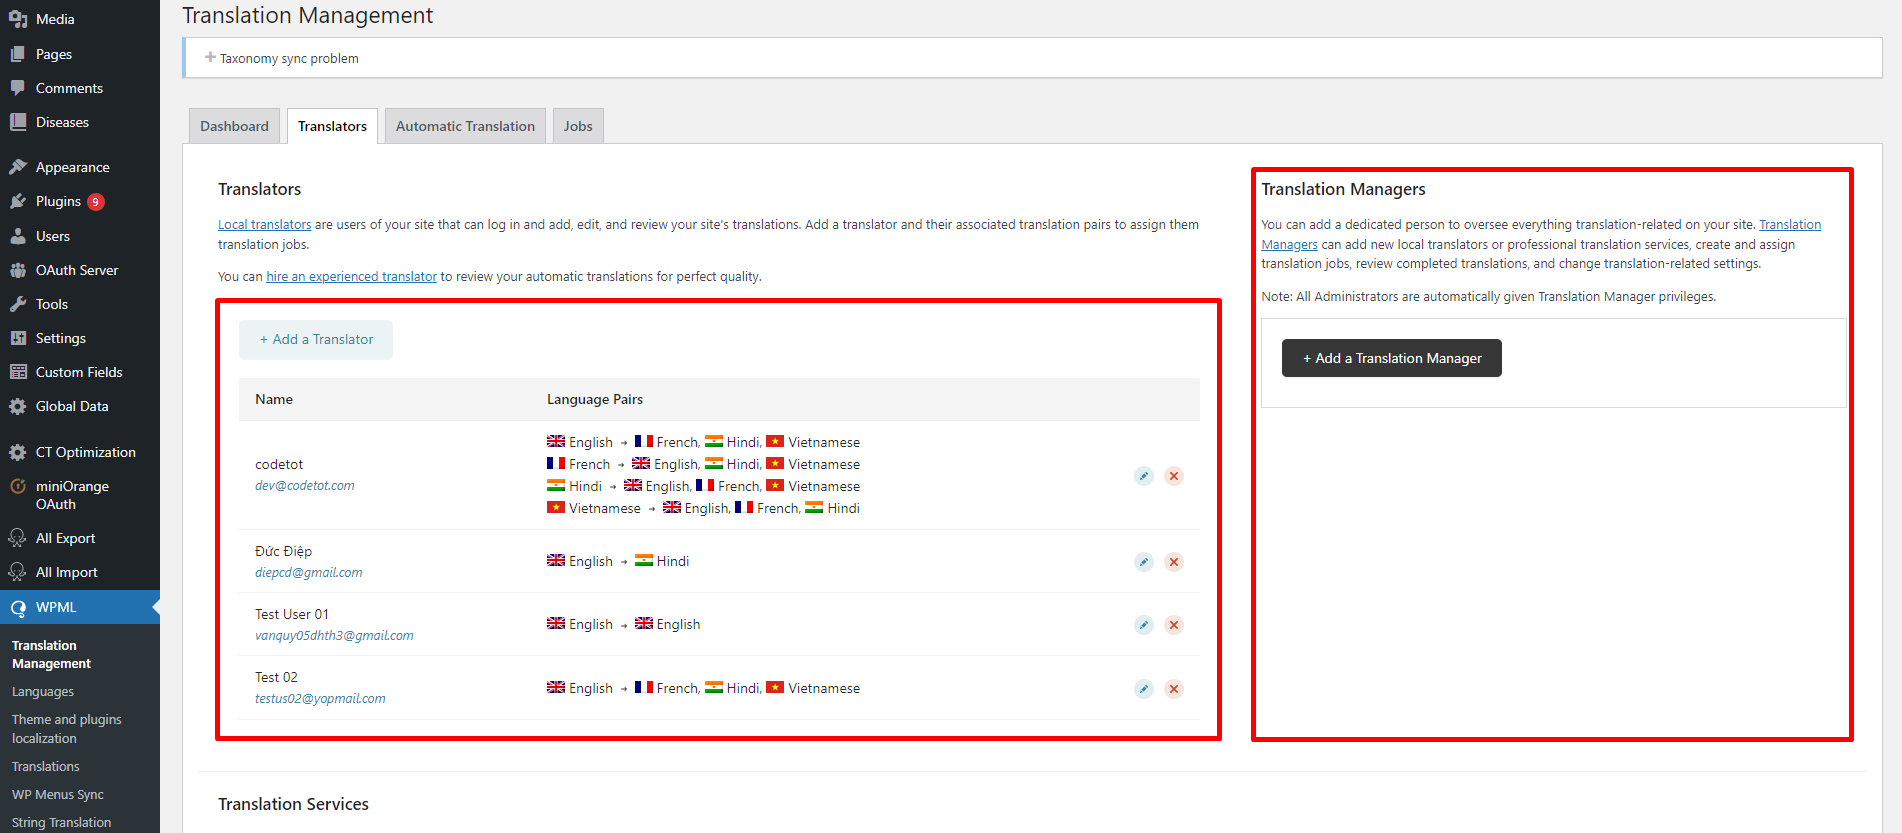 Media
Pages
Comments
Diseases
Appearance
Plugins 9
Users
OAuth Server
Tools
Settings
Custom Fields
Global Data
CT Optimization
miniOrange
OAuth
All Export
All Import
WPML
Translation
Management
Languages
Theme and plugins
localization
Translations
WP Menus Sync
String Translation
Translation Management
+ Taxonomy sync problem
Dashboard
Translators
Automatic Translation
Jobs
Translators
Local translators are users of your site that can log in and add, edit, and review your site's translations. Add a translator and their associated translation pairs to assign them
translation jobs.
You can hire an experienced translator to review your automatic translations for perfect quality.
+ Add a Translator
Name Language Pairs
codetot
dev@codetot.com
English → French, Hindi, Vietnamese
French → English, Hindi, Vietnamese
Hindi → English, French, Vietnamese
Vietnamese → English, French, Hindi
Đức Điệp
diepcd@gmail.com
English → Hindi
Test User 01
vanquy05dhth3@gmail.com
English → English
Test 02
testus02@yopmail.com
English → French, Hindi, Vietnamese
Translation Managers
You can add a dedicated person to oversee everything translation-related on your site. Translation
Managers can add new local translators or professional translation services, create and assign
translation jobs, review completed translations, and change translation-related settings.
Note: All Administrators are automatically given Translation Manager privileges.
+ Add a Translation Manager
Translation Services